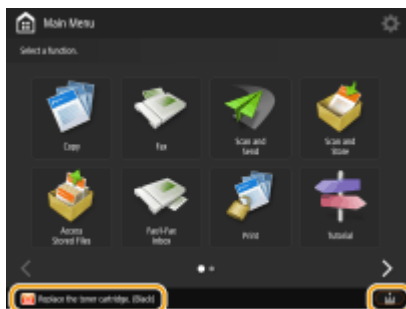 Main Menu
Select a function.
Copy
Fax
Scan and
Send
Scan and
Store
Access
Stored Files
Fax/I-Fax
Inbox
Print
Tutorial
Replace the toner cartridge. (Black)